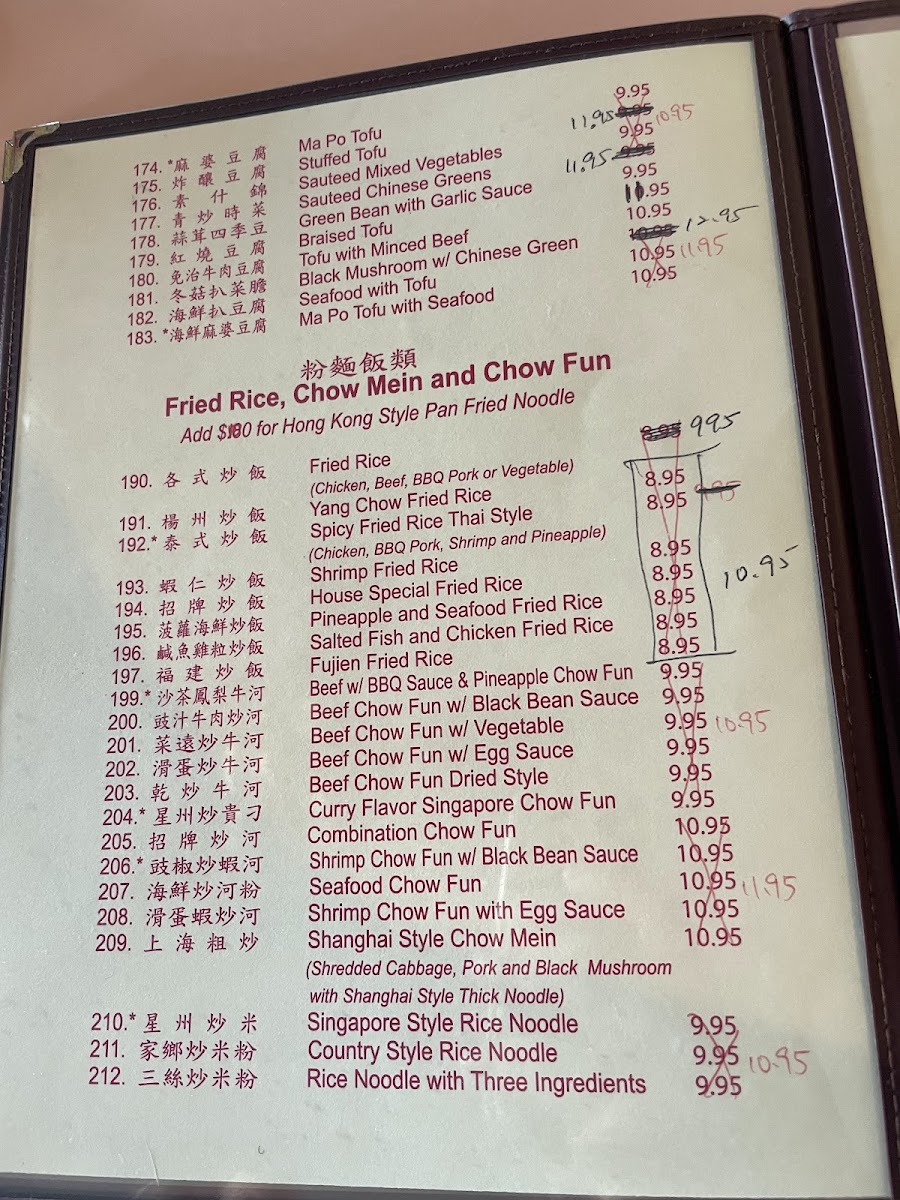 174. *麻婆豆腐 Ma Po Tofu 9.95
175. 炸釀豆腐 Stuffed Tofu 11.95 9.95 10.95
176. 素什錦 Sauteed Mixed Vegetables 9.95
177. 青炒時菜 Sauteed Chinese Greens 11.95 9.95
178. 蒜茸四季豆 Green Bean with Garlic Sauce 9.95
179. 紅燒豆腐 Braised Tofu 10.95
180. 免治牛肉豆腐 Tofu with Minced Beef 10.95
181. 冬菇扒菜膽 Black Mushroom w/ Chinese Green 10.95 12.95
182. 海鮮扒豆腐 Seafood with Tofu 10.95 11.95
183. *海鮮麻婆豆腐 Ma Po Tofu with Seafood 10.95
粉麵飯類
Fried Rice, Chow Mein and Chow Fun
Add $1.80 for Hong Kong Style Pan Fried Noodle
190. 各式炒飯 Fried Rice 8.95 995
(Chicken, Beef, BBQ Pork or Vegetable)
191. 楊州炒飯 Yang Chow Fried Rice 8.95
192.* 泰式炒飯 Spicy Fried Rice Thai Style 8.95
(Chicken, BBQ Pork, Shrimp and Pineapple)
193. 蝦仁炒飯 Shrimp Fried Rice 8.95
194. 招牌炒飯 House Special Fried Rice 8.95 10.95
195. 菠蘿海鮮炒飯 Pineapple and Seafood Fried Rice 8.95
196. 鹹魚雞粒炒飯 Salted Fish and Chicken Fried Rice 8.95
197. 福建炒飯 Fujien Fried Rice 8.95
199.* 沙茶鳳梨牛河 Beef w/ BBQ Sauce & Pineapple Chow Fun 9.95
200. 豉汁牛肉炒河 Beef Chow Fun w/ Black Bean Sauce 9.95
201. 菜遠炒牛河 Beef Chow Fun w/ Vegetable 9.95 10.95
202. 滑蛋炒牛河 Beef Chow Fun w/ Egg Sauce 9.95
203. 乾炒牛河 Beef Chow Fun Dried Style 9.95
204.* 星州炒貴刁 Curry Flavor Singapore Chow Fun 9.95
205. 招牌炒河 Combination Chow Fun 10.95
206.* 豉椒炒蝦河 Shrimp Chow Fun w/ Black Bean Sauce 10.95
207. 海鮮炒河粉 Seafood Chow Fun 10.95 11.95
208. 滑蛋蝦炒河 Shrimp Chow Fun with Egg Sauce 10.95
209. 上海粗炒 Shanghai Style Chow Mein 10.95
(Shredded Cabbage, Pork and Black Mushroom
with Shanghai Style Thick Noodle)
210.* 星州炒米 Singapore Style Rice Noodle 9.95
211. 家鄉炒米粉 Country Style Rice Noodle 9.95 10.95
212. 三絲炒米粉 Rice Noodle with Three Ingredients 9.95